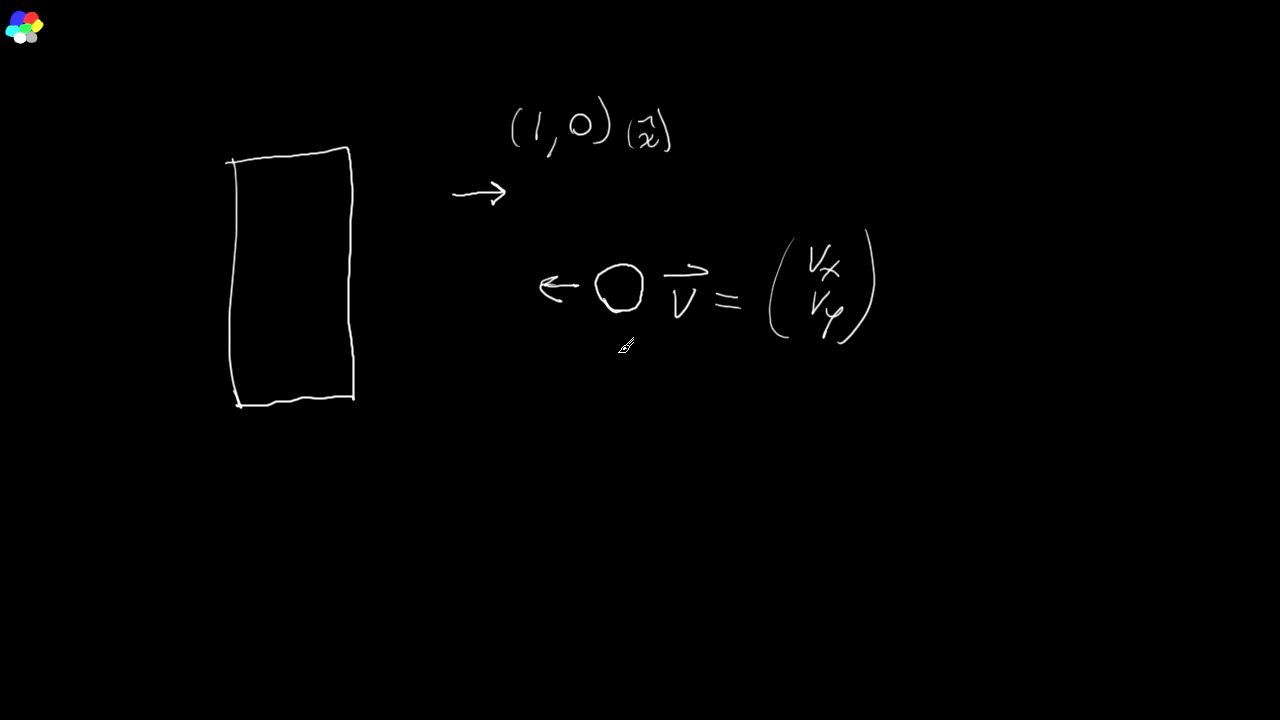 (1,0) (x̂)
v⃗ = (vx
vy)